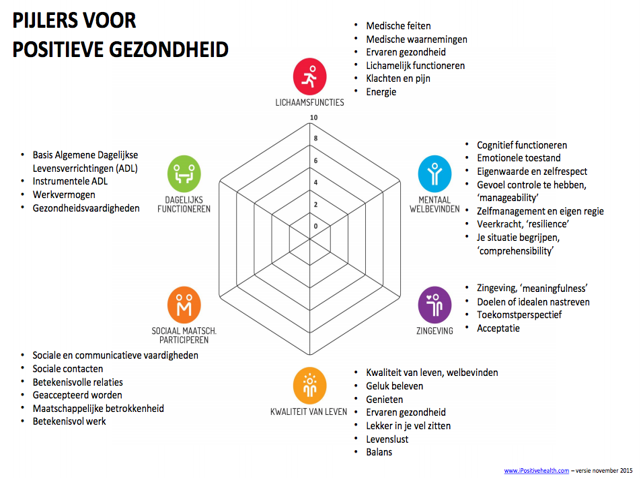 PIJLERS VOOR
POSITIEVE GEZONDHEID
• Medische feiten
• Medische waarnemingen
• Ervaren gezondheid
• Lichamelijk functioneren
• Klachten en pijn
• Energie
LICHAAMSFUNCTIES
10
8
6
4
2
0
• Cognitief functioneren
• Emotionele toestand
• Eigenwaarde en zelfrespect
• Gevoel controle te hebben,
'manageability'
• Zelfmanagement en eigen regie
• Veerkracht, 'resilience'
• Je situatie begrijpen,
'comprehensibility'
MENTAAL
WELBEVINDEN
• Basis Algemene Dagelijkse
Levensverrichtingen (ADL)
• Instrumentele ADL
• Werkvermogen
• Gezondheidsvaardigheden
DAGELIJKS
FUNCTIONEREN
• Zingeving, 'meaningfulness'
• Doelen of idealen nastreven
• Toekomstperspectief
• Acceptatie
ZINGEVING
SOCIAAL MAATSCH.
PARTICIPEREN
• Sociale en communicatieve vaardigheden
• Sociale contacten
• Betekenisvolle relaties
• Geaccepteerd worden
• Maatschappelijke betrokkenheid
• Betekenisvol werk
KWALITEIT VAN LEVEN
• Kwaliteit van leven, welbevinden
• Geluk beleven
• Genieten
• Ervaren gezondheid
• Lekker in je vel zitten
• Levenslust
• Balans
www.iPositivehealth.com – versie november 2015